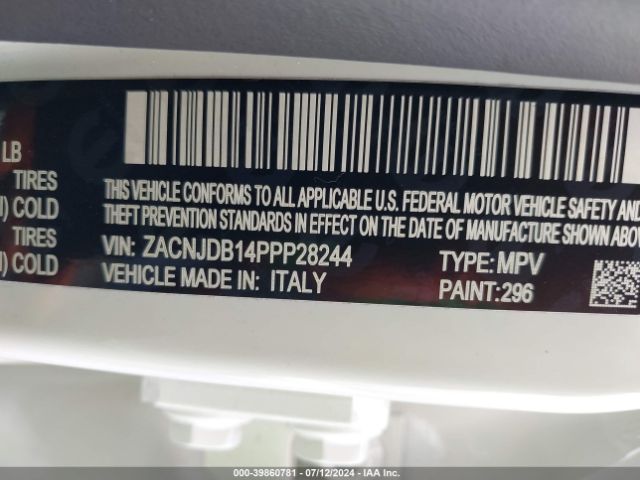 LB
TIRES
) COLD
TIRES
) COLD
THIS VEHICLE CONFORMS TO ALL APPLICABLE U.S. FEDERAL MOTOR VEHICLE SAFETY AND
THEFT PREVENTION STANDARDS IN EFFECT ON THE DATE OF MANUFACTURE SHOWN ABOV
VIN: ZACNJDB14PPP28244 TYPE: MPV
VEHICLE MADE IN: ITALY PAINT: 296
000-39860781 - 07/12/2024 - IAA Inc.